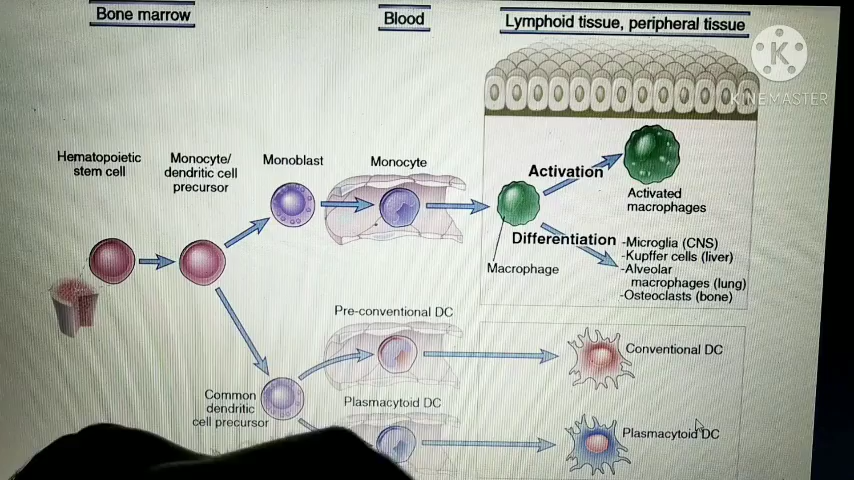 Bone marrow
Blood
Lymphoid tissue, peripheral tissue
K
KINEMASTER
Hematopoietic
stem cell
Monocyte/
dendritic cell
precursor
Monoblast
Monocyte
Activation
Activated
macrophages
Differentiation
Macrophage
-Microglia (CNS)
-Kupffer cells (liver)
-Alveolar
macrophages (lung)
-Osteoclasts (bone)
Pre-conventional DC
Conventional DC
Common
dendritic
cell precursor
Plasmacytoid DC
Plasmacytoid DC